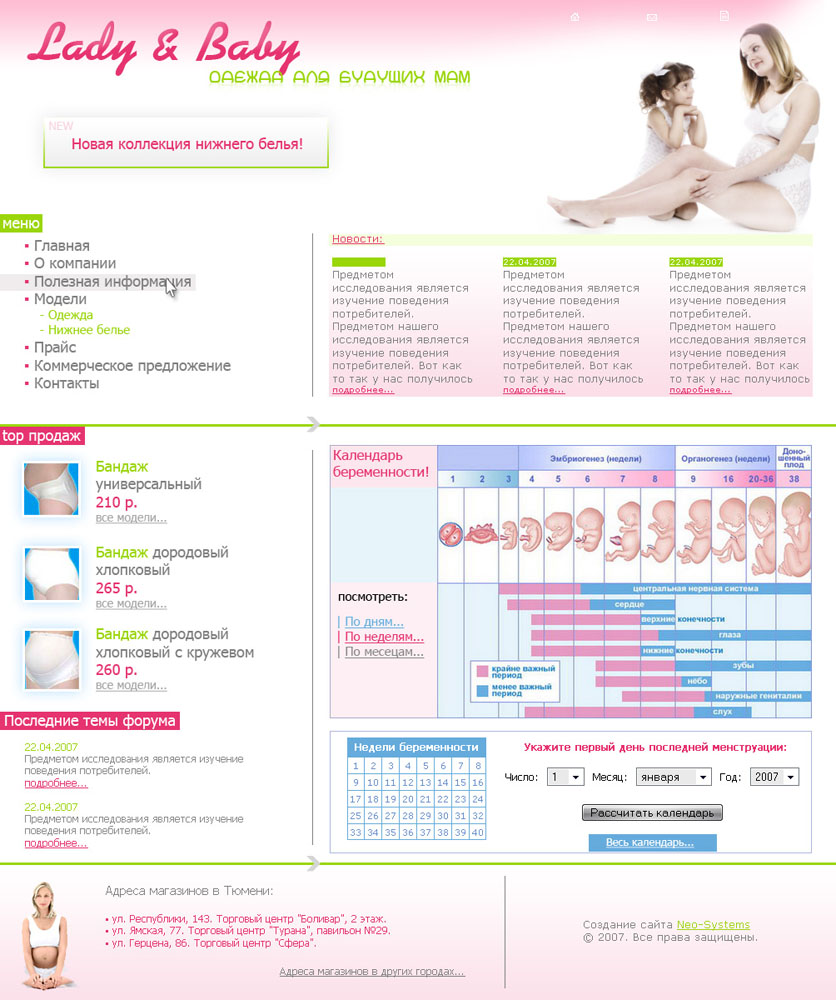 Lady & Baby
ОДЕЖДА ДЛЯ БУДУЩИХ МАМ
NEW
Новая коллекция нижнего белья!
меню
Главная
О компании
Полезная информация
Модели
- Одежда
- Нижнее белье
Прайс
Коммерческое предложение
Контакты
Новости:
Предметом
исследования является
изучение поведения
потребителей.
Предметом нашего
исследования является
изучение поведения
потребителей. Вот как
то так у нас получилось
подробнее...
22.04.2007
Предметом
исследования является
изучение поведения
потребителей.
Предметом нашего
исследования является
изучение поведения
потребителей. Вот как
то так у нас получилось
подробнее...
22.04.2007
Предметом
исследования является
изучение поведения
потребителей.
Предметом нашего
исследования является
изучение поведения
потребителей. Вот как
то так у нас получилось
подробнее...
top продаж
Бандаж
универсальный
210 р.
все модели...
Бандаж дородовый
хлопковый
265 р.
все модели...
Бандаж дородовый
хлопковый с кружевом
260 р.
все модели...
Последние темы форума
22.04.2007
Предметом исследования является изучение
поведения потребителей.
подробнее...
22.04.2007
Предметом исследования является изучение
поведения потребителей.
подробнее...
Календарь
беременности!
посмотреть:
| По дням...
| По неделям...
| По месецам...
Эмбриогенез (недели) Органогенез (недели) Доно-
шенный
плод
1 2 3 4 5 6 7 8 9 16 20-36 38
центральная нервная система
сердце
верхние конечности
глаза
нижние конечности
зубы
нёбо
наружные гениталии
слух
крайне важный
период
менее важный
период
Недели беременности
1 2 3 4 5 6 7 8
9 10 11 12 13 14 15 16
17 18 19 20 21 22 23 24
25 26 27 28 29 30 31 32
33 34 35 36 37 38 39 40
Укажите первый день последней менструации:
Число: 1 Месяц: января Год: 2007
Рассчитать календарь
Весь календарь...
Адреса магазинов в Тюмени:
• ул. Республики, 143. Торговый центр "Боливар", 2 этаж.
• ул. Ямская, 77. Торговый центр "Турана", павильон №29.
• ул. Герцена, 86. Торговый центр "Сфера".
Адреса магазинов в других городах...
Создание сайта Neo-Systems
© 2007. Все права защищены.